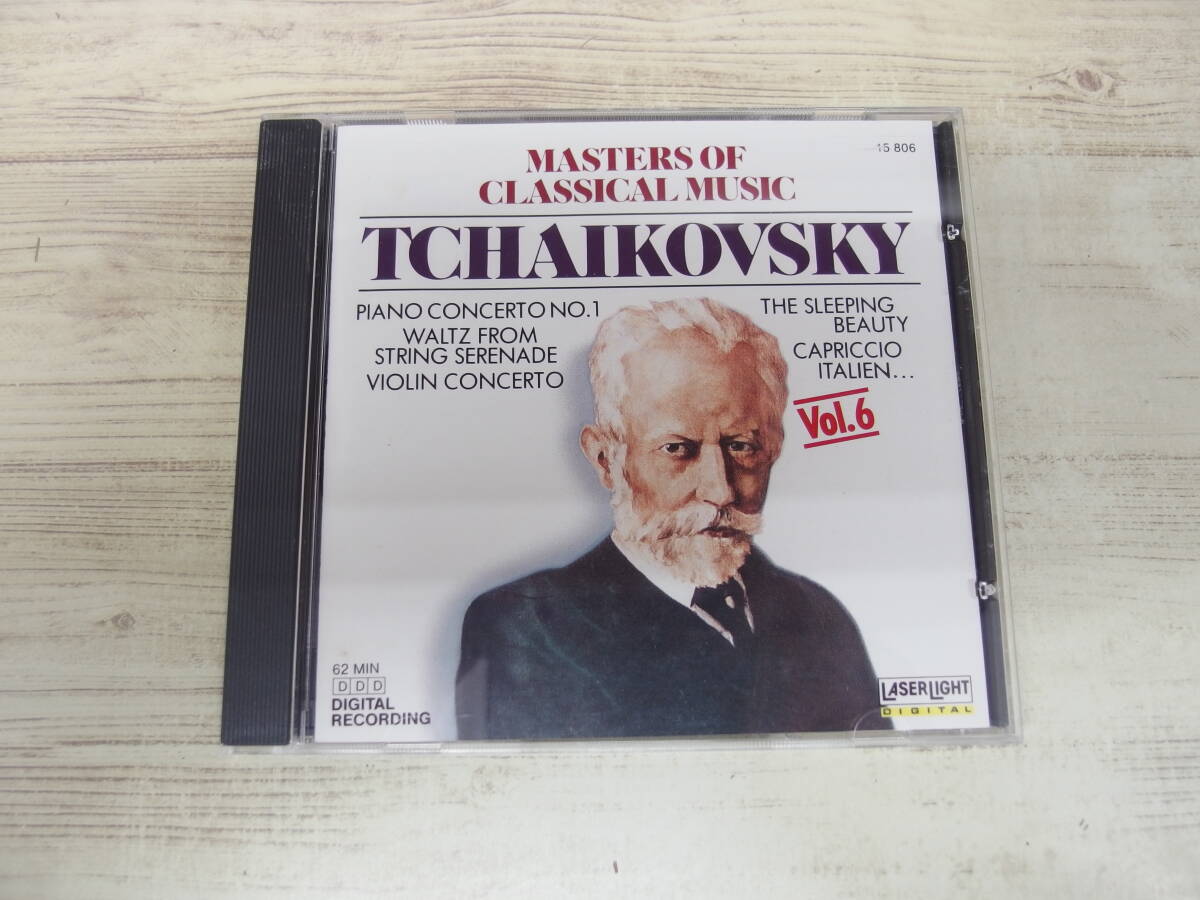 15 806
MASTERS OF
CLASSICAL MUSIC
TCHAIKOVSKY
PIANO CONCERTO NO.1
WALTZ FROM
STRING SERENADE
VIOLIN CONCERTO
THE SLEEPING
BEAUTY
CAPRICCIO
ITALIEN...
Vol.6
62 MIN
DDD
DIGITAL
RECORDING
LASERLIGHT
DIGITAL